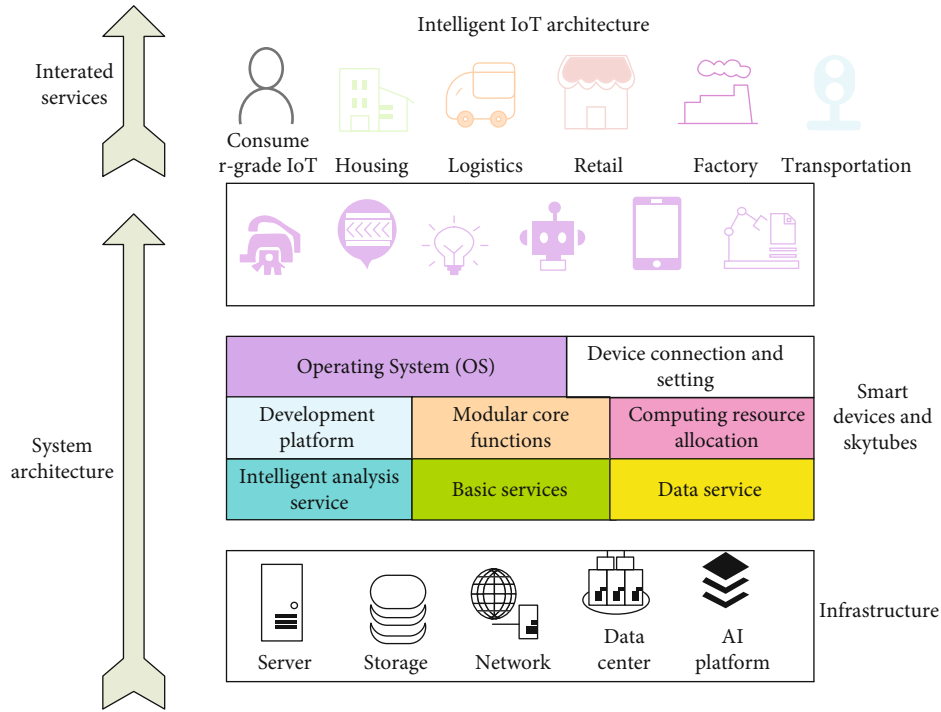 Intelligent IoT architecture
Interated
services
Consume
r-grade IoT
Housing
Logistics
Retail
Factory
Transportation
System
architecture
Operating System (OS)
Device connection and
setting
Development
platform
Modular core
functions
Computing resource
allocation
Intelligent analysis
service
Basic services
Data service
Smart
devices and
skytubes
Server
Storage
Network
Data
center
AI
platform
Infrastructure